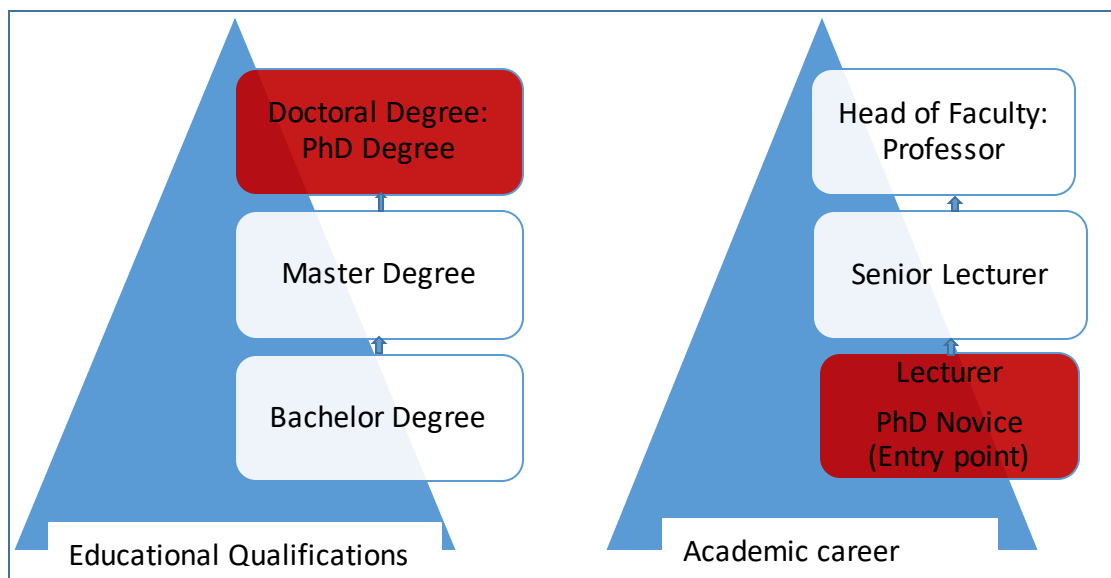 Doctoral Degree:
PhD Degree
Master Degree
Bachelor Degree
Educational Qualifications
Head of Faculty:
Professor
Senior Lecturer
Lecturer
PhD Novice
(Entry point)
Academic career